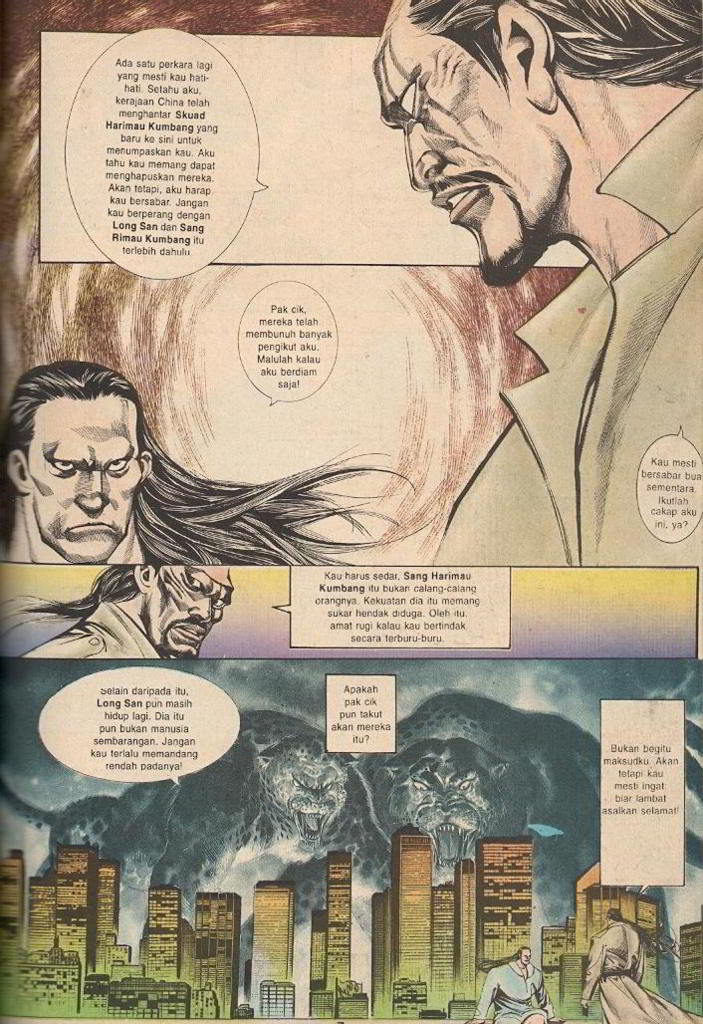 Ada satu perkara lagi
yang mesti kau hati-
hati. Setahu aku,
kerajaan China telah
menghantar Skuad
Harimau Kumbang yang
baru ke sini untuk
menumpaskan kau. Aku
tahu kau memang dapat
menghapuskan mereka.
Akan tetapi, aku harap
kau bersabar. Jangan
kau berperang dengan
Long San dan Sang
Rimau Kumbang itu
terlebih dahulu.
Pak cik,
mereka telah
membunuh banyak
pengikut aku.
Malulah kalau
aku berdiam
saja!
Kau mesti
bersabar bua
sementara.
Ikutlah
cakap aku
ini, ya?
Kau harus sedar, Sang Harimau
Kumbang itu bukan calang-calang
orangnya. Kekuatan dia itu memang
sukar hendak diduga. Oleh itu,
amat rugi kalau kau bertindak
secara terburu-buru.
Selain daripada itu,
Long San pun masih
hidup lagi. Dia itu
pun bukan manusia
sembarangan. Jangan
kau terlalu memandang
rendah padanya!
Apakah
pak cik
pun takut
akan mereka
itu?
Bukan begitu
maksudku. Akan
tetapi kau
mesti ingat:
biar lambat
asalkan selamat!